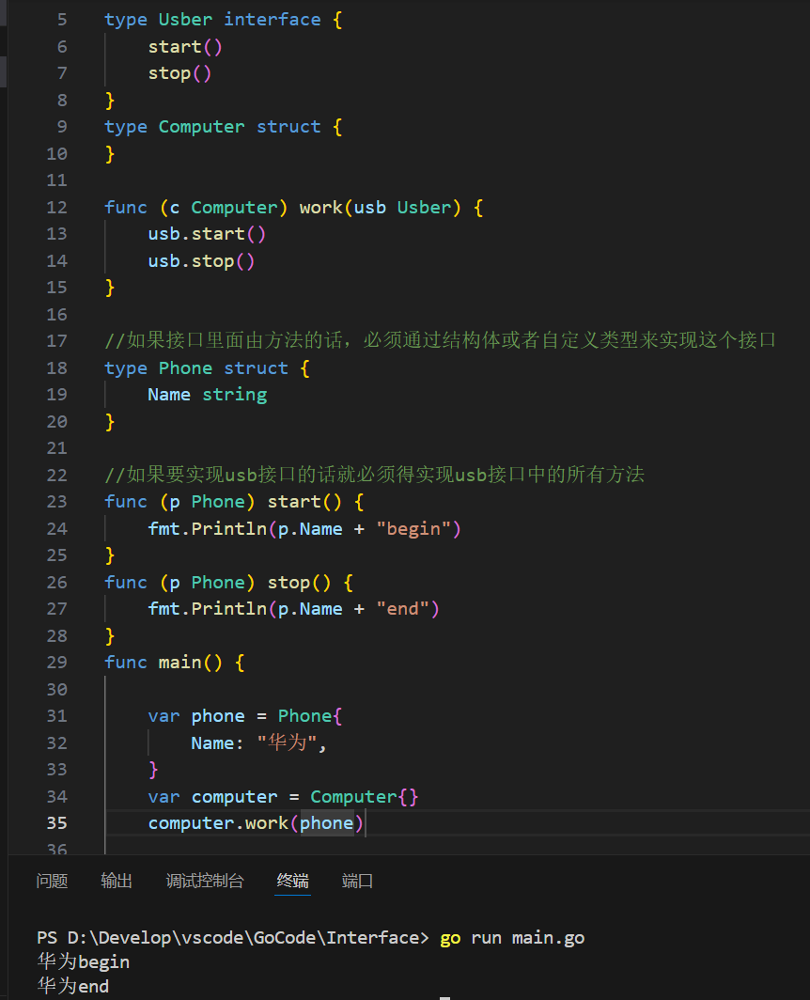 5 type Usber interface {
6 start()
7 stop()
8 }
9 type Computer struct {
10 }
11
12 func (c Computer) work(usb Usber) {
13 usb.start()
14 usb.stop()
15 }
16
17 //如果接口里面由方法的话，必须通过结构体或者自定义类型来实现这个接口
18 type Phone struct {
19 Name string
20 }
21
22 //如果要实现usb接口的话就必须得实现usb接口中的所有方法
23 func (p Phone) start() {
24 fmt.Println(p.Name + "begin")
25 }
26 func (p Phone) stop() {
27 fmt.Println(p.Name + "end")
28 }
29 func main() {
30
31 var phone = Phone{
32 Name: "华为",
33 }
34 var computer = Computer{}
35 computer.work(phone)
36
问题 输出 调试控制台 终端 端口
PS D:\Develop\vscode\GoCode\Interface> go run main.go
华为begin
华为end